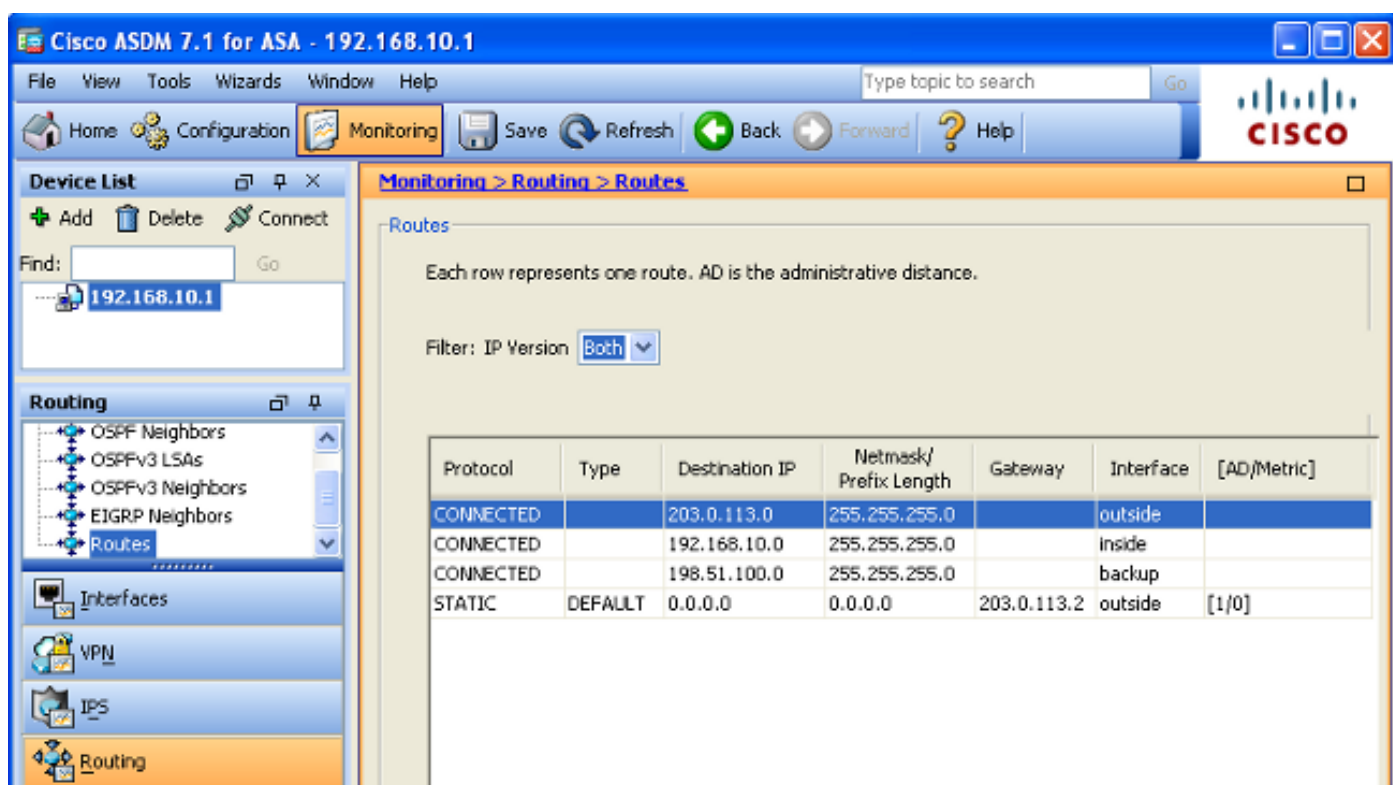 Cisco ASDM 7.1 for ASA - 192.168.10.1
File View Tools Wizards Window Help
Type topic to search Go
Home Configuration Monitoring Save Refresh Back Forward Help
CISCO
Device List
Add Delete Connect
Find: Go
192.168.10.1
Routing
OSPF Neighbors
OSPFv3 LSAs
OSPFv3 Neighbors
EIGRP Neighbors
Routes
Interfaces
VPN
IPS
Routing
Monitoring > Routing > Routes
Routes
Each row represents one route. AD is the administrative distance.
Filter: IP Version Both
Protocol Type Destination IP Netmask/ Prefix Length Gateway Interface [AD/Metric]
CONNECTED 203.0.113.0 255.255.255.0 outside
CONNECTED 192.168.10.0 255.255.255.0 inside
CONNECTED 198.51.100.0 255.255.255.0 backup
STATIC DEFAULT 0.0.0.0 0.0.0.0 203.0.113.2 outside [1/0]